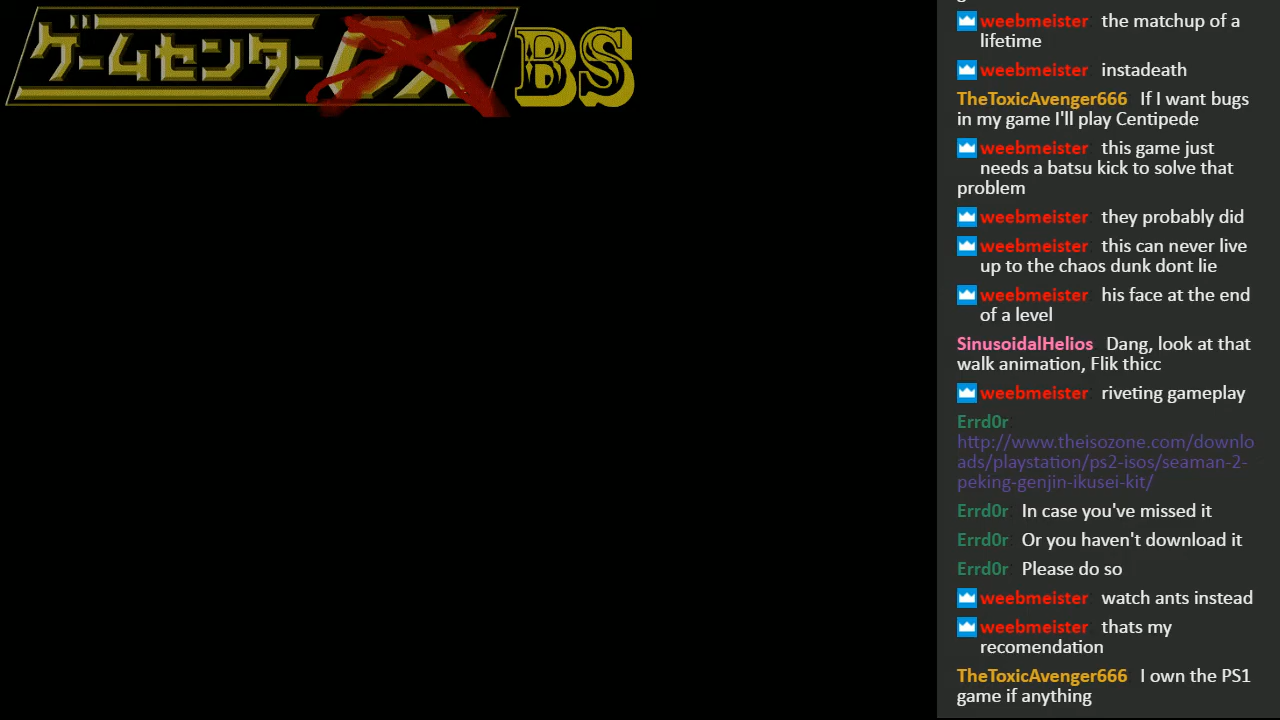 ゲームセンターCX BS
weebmeister the matchup of a
lifetime
weebmeister instadeath
TheToxicAvenger666 If I want bugs
in my game I'll play Centipede
weebmeister this game just
needs a batsu kick to solve that
problem
weebmeister they probably did
weebmeister this can never live
up to the chaos dunk dont lie
weebmeister his face at the end
of a level
SinusoidalHelios Dang, look at that
walk animation, Flik thicc
weebmeister riveting gameplay
Errd0r
http://www.theisozone.com/downlo
ads/playstation/ps2-isos/seaman-2-
peking-genjin-ikusei-kit/
Errd0r In case you've missed it
Errd0r Or you haven't download it
Errd0r Please do so
weebmeister watch ants instead
weebmeister thats my
recomendation
TheToxicAvenger666 I own the PS1
game if anything